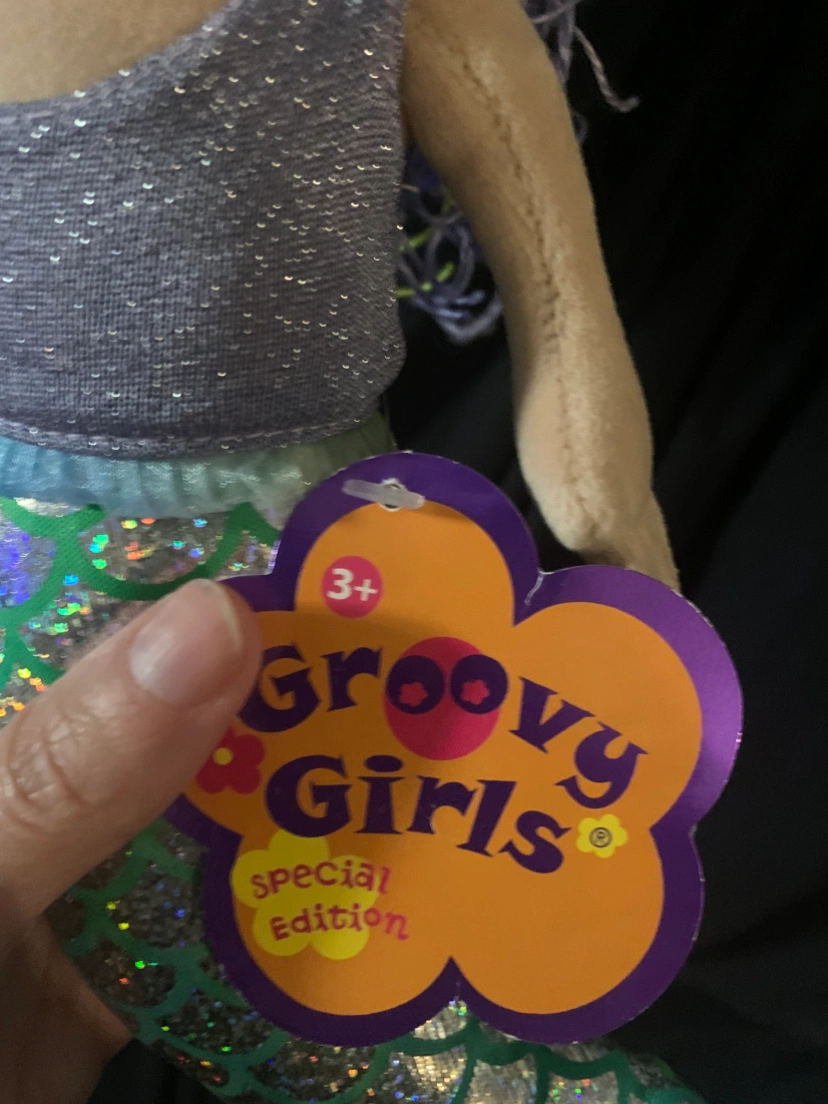 3+
Groovy
Girls®
special
Edition